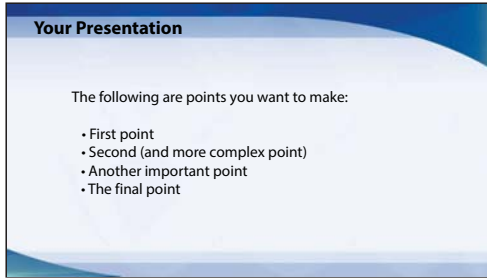 Your Presentation
The following are points you want to make:
• First point
• Second (and more complex point)
• Another important point
• The final point